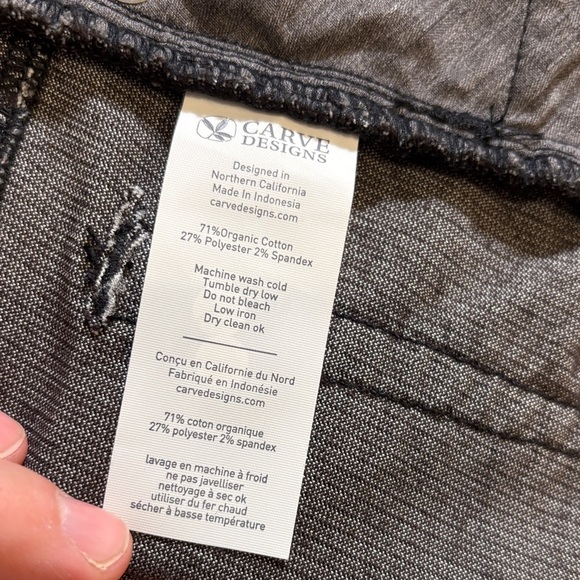 CARVE
DESIGNS
Designed in
Northern California
Made In Indonesia
carvedesigns.com
71%Organic Cotton
27% Polyester 2% Spandex
Machine wash cold
Tumble dry low
Do not bleach
Low iron
Dry clean ok
Conçu en Californie du Nord
Fabriqué en Indonésie
carvedesigns.com
71% coton organique
27% polyester 2% spandex
lavage en machine à froid
ne pas javelliser
nettoyage à sec ok
utiliser du fer chaud
sécher à basse température